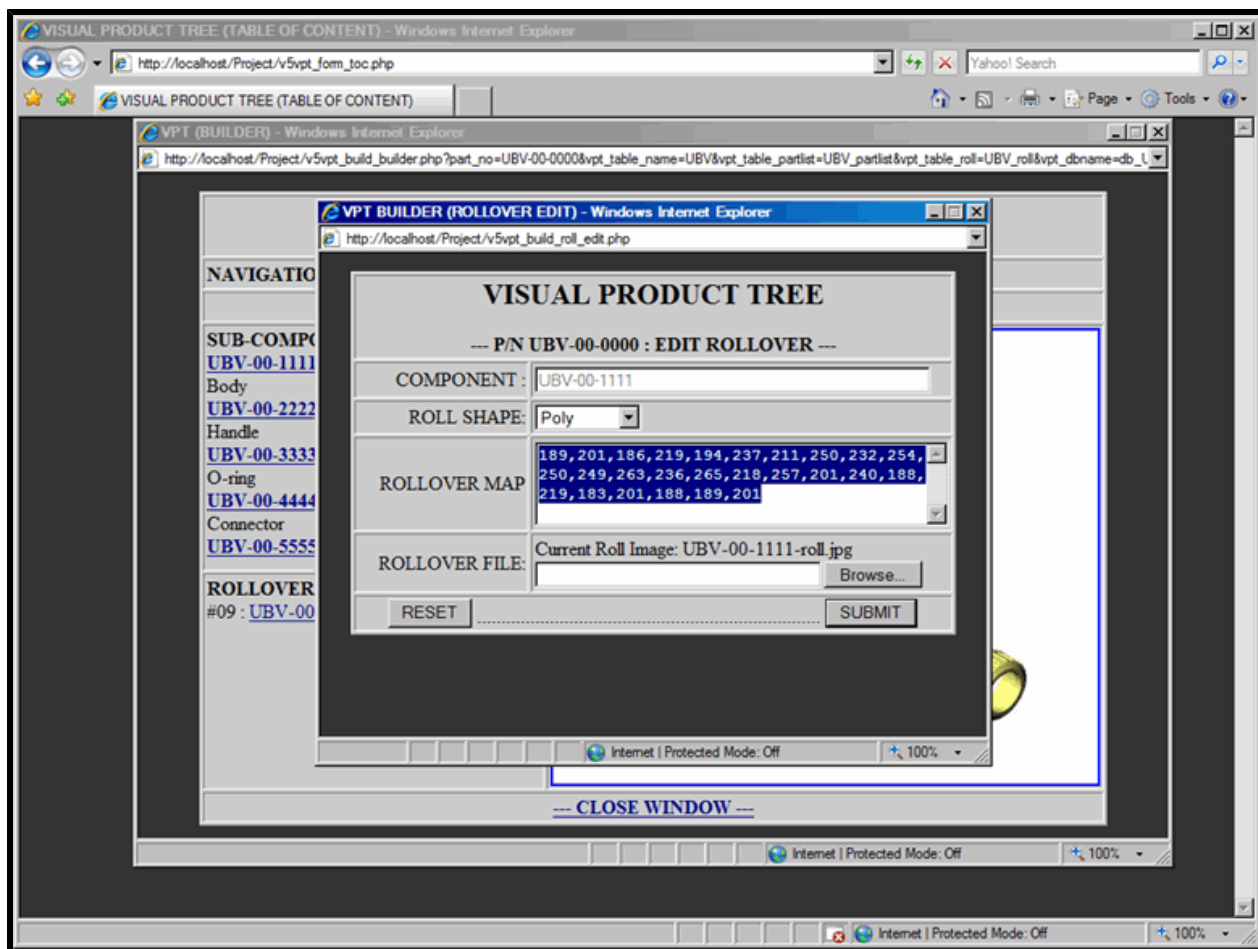 VISUAL PRODUCT TREE (TABLE OF CONTENT) - Windows Internet Explorer
http://localhost/Project/v5vpt_form_toc.php
Yahoo! Search
VISUAL PRODUCT TREE (TABLE OF CONTENT)
Page
Tools
VPT (BUILDER) - Windows Internet Explorer
http://localhost/Project/v5vpt_build_builder.php?part_no=UBV-00-0000&vpt_table_name=UBV&vpt_table_partlist=UBV_partlist&vpt_table_roll=UBV_roll&vpt_dbname=db_U
NAVIGATIO
SUB-COMPO
UBV-00-1111
Body
UBV-00-2222
Handle
UBV-00-3333
O-ring
UBV-00-4444
Connector
UBV-00-5555
ROLLOVER
#09 : UBV-00
VPT BUILDER (ROLLOVER EDIT) - Windows Internet Explorer
http://localhost/Project/v5vpt_build_roll_edit.php
VISUAL PRODUCT TREE
--- P/N UBV-00-0000 : EDIT ROLLOVER ---
COMPONENT : UBV-00-1111
ROLL SHAPE: Poly
ROLLOVER MAP
189,201,186,219,194,237,211,250,232,254,
250,249,263,236,265,218,257,201,240,188,
219,183,201,188,189,201
ROLLOVER FILE:
Current Roll Image: UBV-00-1111-roll.jpg
Browse...
RESET
SUBMIT
Internet | Protected Mode: Off
100%
--- CLOSE WINDOW ---
Internet | Protected Mode: Off
100%
Internet | Protected Mode: Off
100%